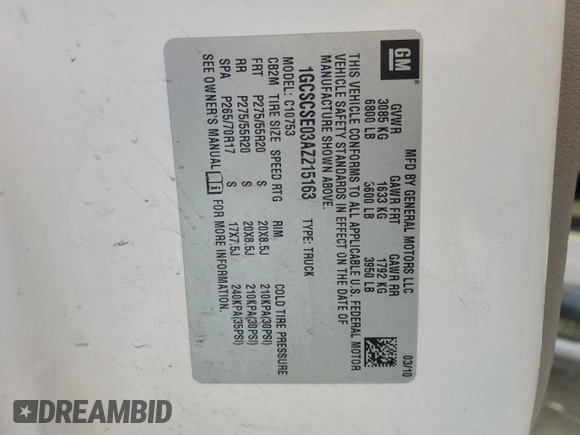 GM
MFD BY GENERAL MOTORS LLC
03/10
GVWR GAWR FRT GAWR RR
3085 KG 1633 KG 1792 KG
6800 LB 3600 LB 3950 LB
THIS VEHICLE CONFORMS TO ALL APPLICABLE U.S. FEDERAL MOTOR
VEHICLE SAFETY STANDARDS IN EFFECT ON THE DATE OF
MANUFACTURE SHOWN ABOVE.
1GCSCSE03AZ215163 TYPE: TRUCK
MODEL: C10753
CB2M TIRE SIZE SPEED RTG RIM COLD TIRE PRESSURE
FRT P275/55R20 S 20X8.5J 210KPA(30PSI)
RR P275/55R20 S 20X8.5J 210KPA(30PSI)
SPA P265/70R17 S 17X7.5J 240KPA(35PSI)
SEE OWNER'S MANUAL FOR MORE INFORMATION.
DREAMBID